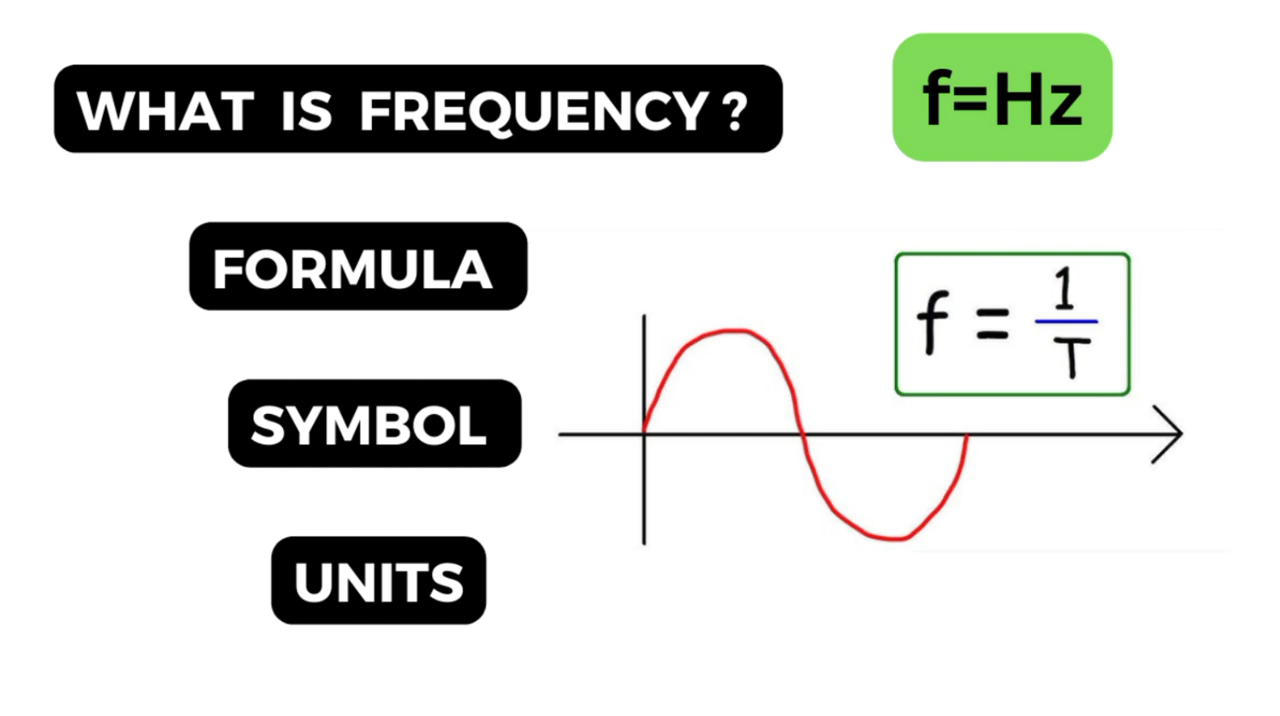 WHAT IS FREQUENCY ?
f=Hz
FORMULA
f = 1/T
SYMBOL
UNITS